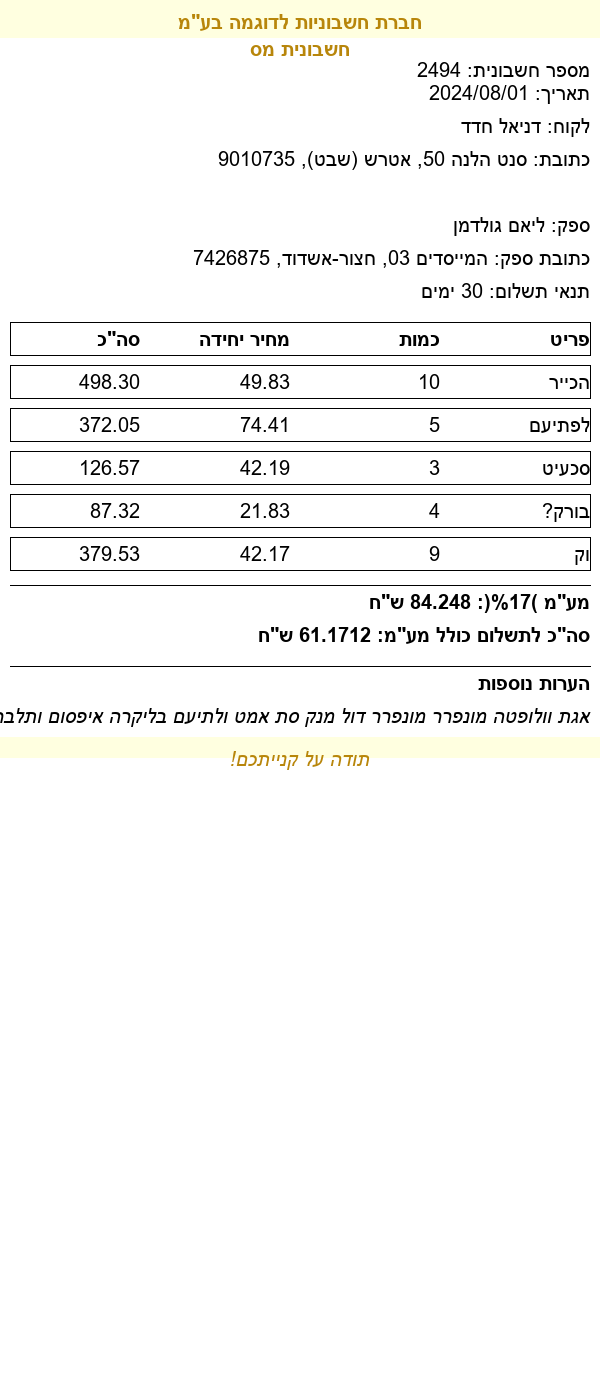 חברת חשבוניות לדוגמה בע"מ
חשבונית מס
מספר חשבונית: 2494
תאריך: 2024/08/01
לקוח: דניאל חדד
כתובת: סנט הלנה 50, אטרש (שבט), 9010735
ספק: ליאם גולדמן
כתובת ספק: המייסדים 03, חצור-אשדוד, 7426875
תנאי תשלום: 30 ימים
פריט כמות מחיר יחידה סה"כ
הכייר 10 49.83 498.30
לפתיעם 5 74.41 372.05
סכעיט 3 42.19 126.57
בורק? 4 21.83 87.32
וק 9 42.17 379.53
מע"מ )17%(: 84.248 ש"ח
סה"כ לתשלום כולל מע"מ: 61.1712 ש"ח
הערות נוספות
אגת וולופטה מונפרר מונפרר דול מנק סת אמט ולתיעם בליקרה איפסום
תודה על קנייתכם!